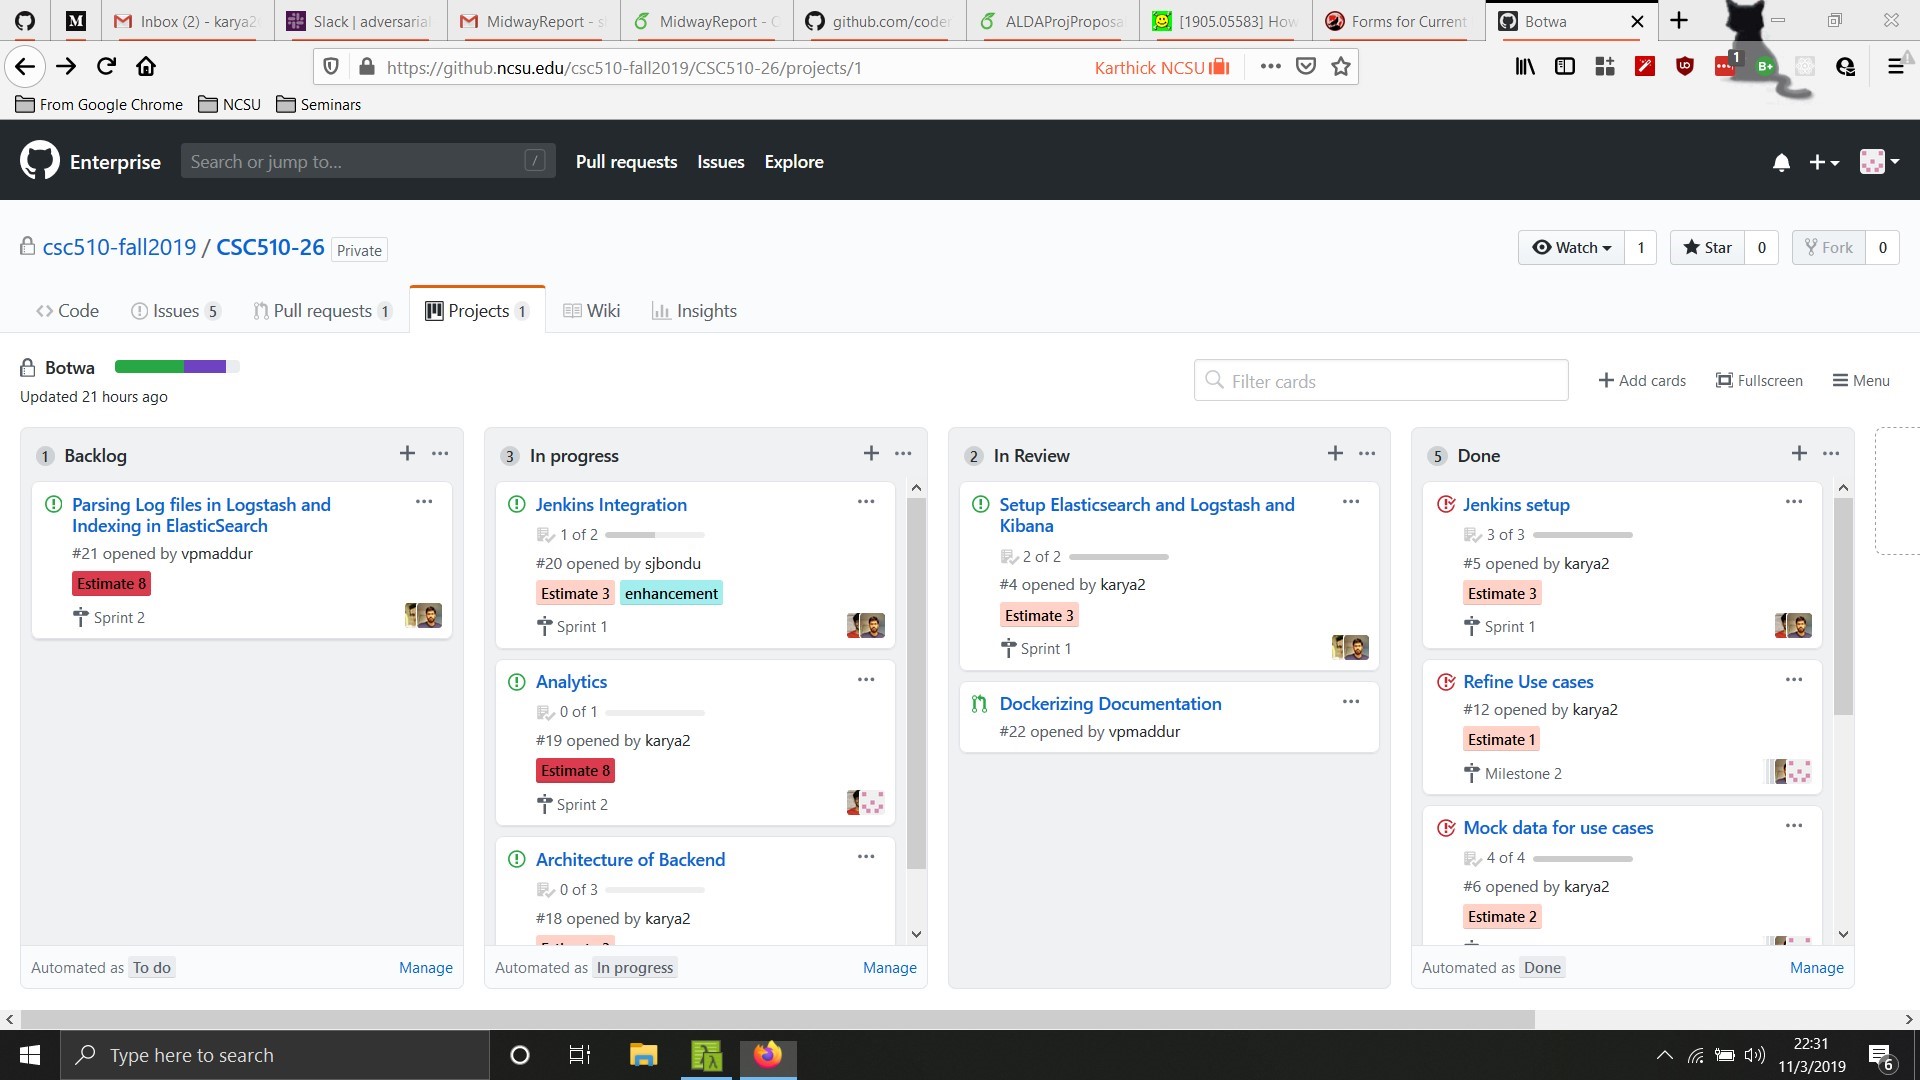 Inbox (2) - karya2
Slack | adversarial
MidwayReport - s
MidwayReport - O
github.com/coder
ALDAProjProposa
[1905.05583] How
Forms for Current
Botwa
https://github.ncsu.edu/csc510-fall2019/CSC510-26/projects/1
Karthick NCSU
1
B+
From Google Chrome
NCSU
Seminars
Enterprise
Search or jump to...
/
Pull requests
Issues
Explore
csc510-fall2019 / CSC510-26
Private
Watch
1
Star
0
Fork
0
Code
Issues 5
Pull requests 1
Projects 1
Wiki
Insights
Botwa
Updated 21 hours ago
Filter cards
Add cards
Fullscreen
Menu
1 Backlog
Parsing Log files in Logstash and
Indexing in ElasticSearch
#21 opened by vpmaddur
Estimate 8
Sprint 2
Automated as To do
Manage
3 In progress
Jenkins Integration
1 of 2
#20 opened by sjbondu
Estimate 3 enhancement
Sprint 1
Analytics
0 of 1
#19 opened by karya2
Estimate 8
Sprint 2
Architecture of Backend
0 of 3
#18 opened by karya2
Automated as In progress
Manage
2 In Review
Setup Elasticsearch and Logstash and
Kibana
2 of 2
#4 opened by karya2
Estimate 3
Sprint 1
Dockerizing Documentation
#22 opened by vpmaddur
5 Done
Jenkins setup
3 of 3
#5 opened by karya2
Estimate 3
Sprint 1
Refine Use cases
#12 opened by karya2
Estimate 1
Milestone 2
Mock data for use cases
4 of 4
#6 opened by karya2
Estimate 2
Automated as Done
Manage
Type here to search
22:31
11/3/2019
6